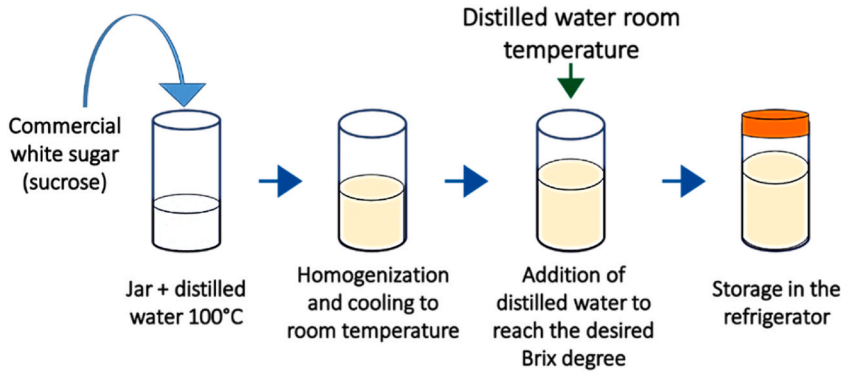 Distilled water room
temperature
Commercial
white sugar
(sucrose)
Jar + distilled
water 100°C
Homogenization
and cooling to
room temperature
Addition of
distilled water to
reach the desired
Brix degree
Storage in the
refrigerator